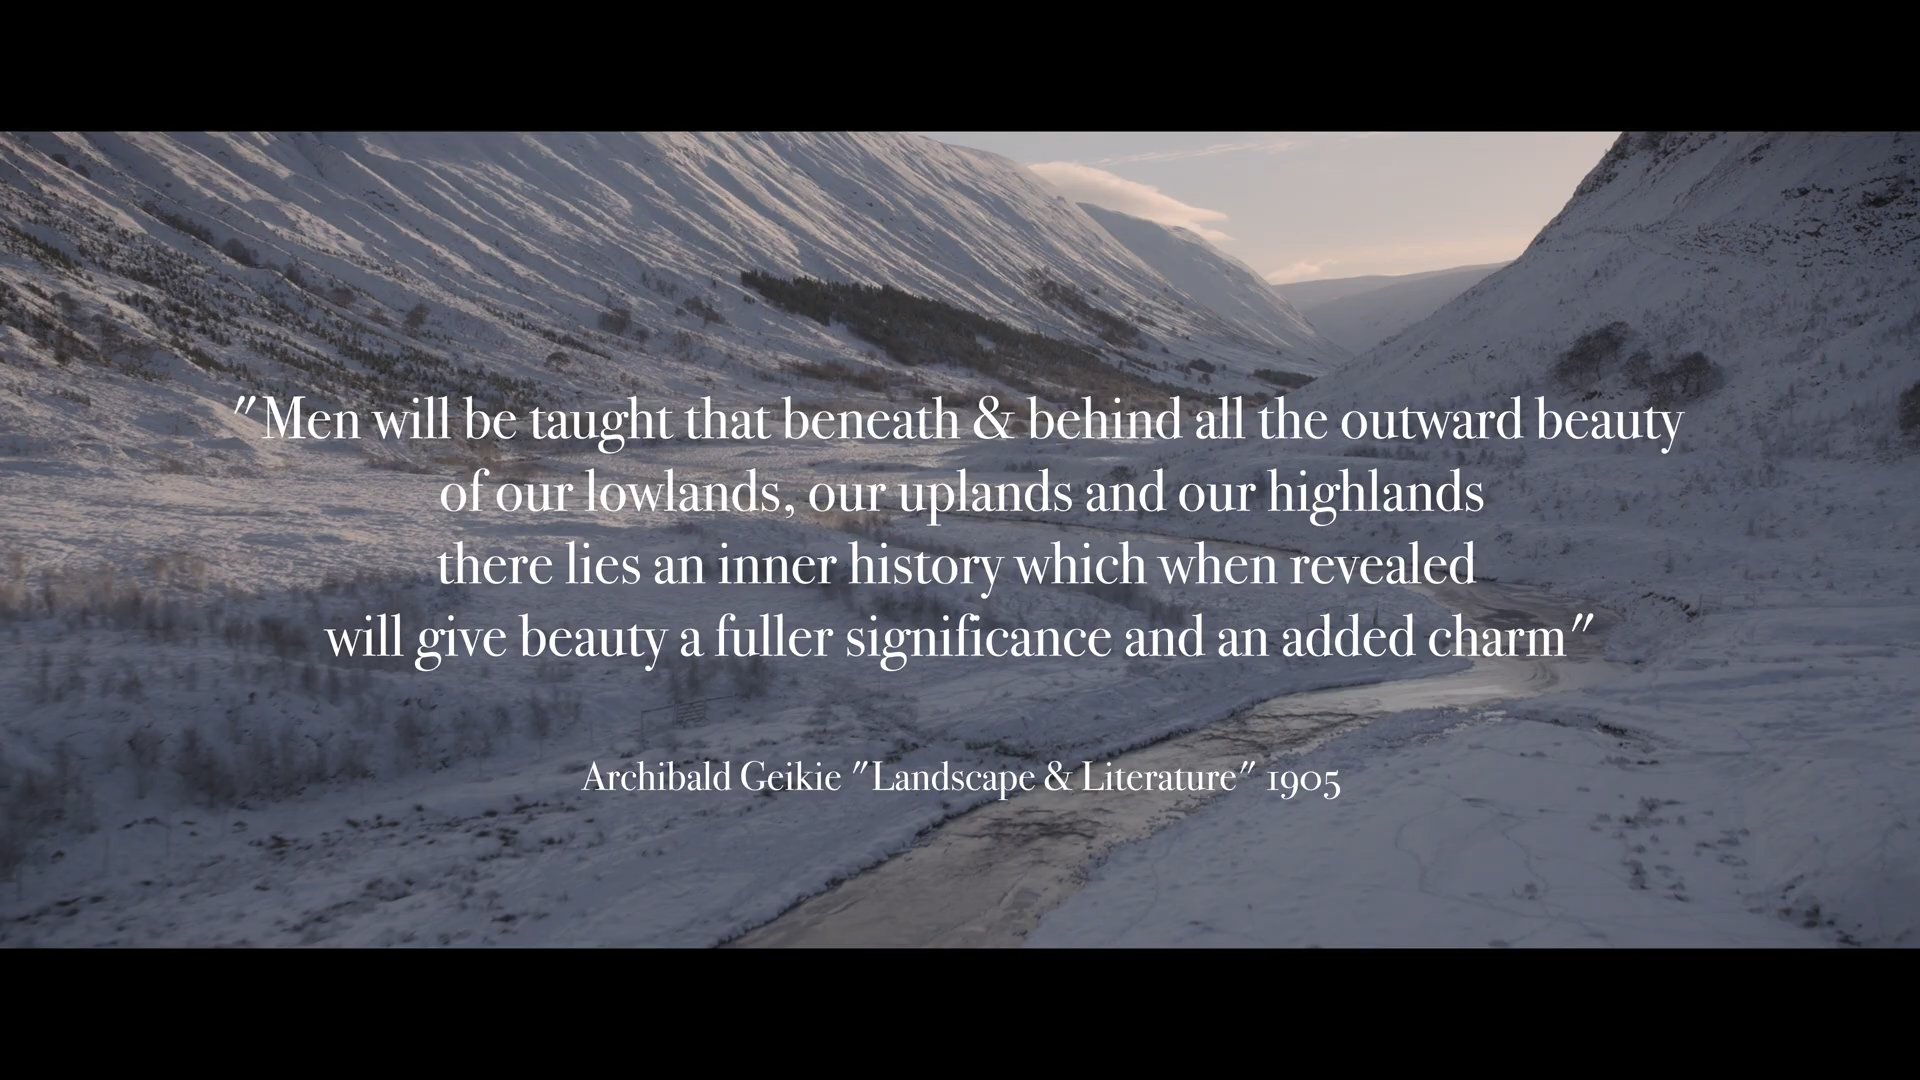 "Men will be taught that beneath & behind all the outward beauty
of our lowlands, our uplands and our highlands
there lies an inner history which when revealed
will give beauty a fuller significance and an added charm"
Archibald Geikie "Landscape & Literature" 1905